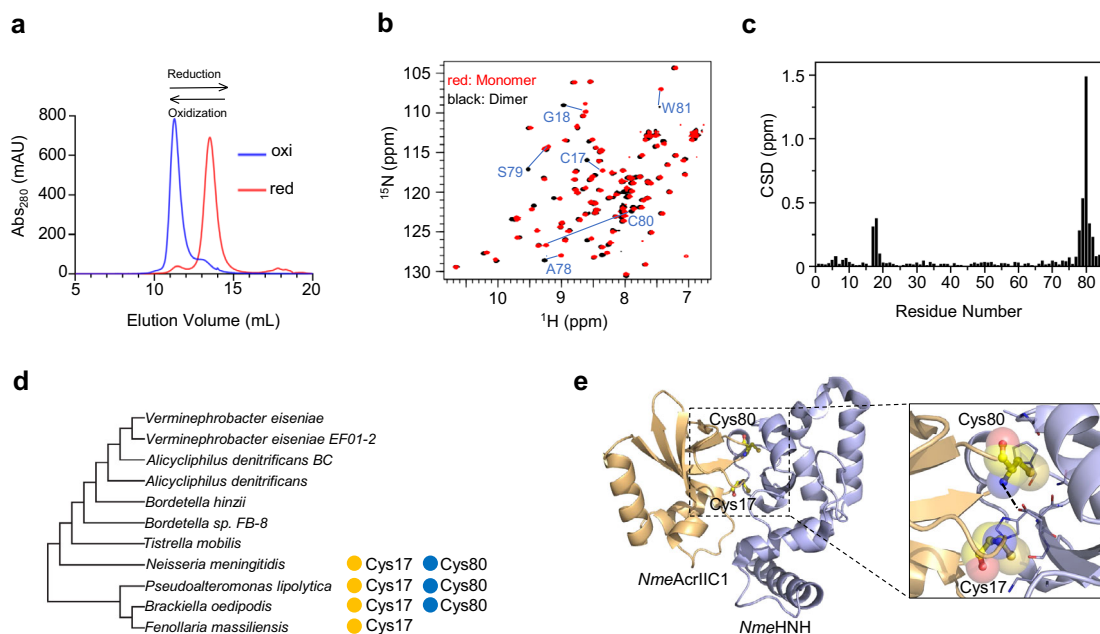 a
Reduction
Oxidization
800
600
400
200
0
5
10
15
20
Abs280 (mAU)
Elution Volume (mL)
oxi
red
b
red: Monomer
black: Dimer
G18
W81
C17
S79
C80
A78
105
110
115
120
125
130
10
9
8
7
15N (ppm)
1H (ppm)
c
1.5
1.0
0.5
0
0
10
20
30
40
50
60
70
80
CSD (ppm)
Residue Number
d
Verminephrobacter eiseniae
Verminephrobacter eiseniae EF01-2
Alicycliphilus denitrificans BC
Alicycliphilus denitrificans
Bordetella hinzii
Bordetella sp. FB-8
Tistrella mobilis
Neisseria meningitidis Cys17 Cys80
Pseudoalteromonas lipolytica Cys17 Cys80
Brackiella oedipodis Cys17 Cys80
Fenollaria massiliensis Cys17
e
Cys80
Cys17
NmeAcrIIC1
NmeHNH
Cys80
Cys17